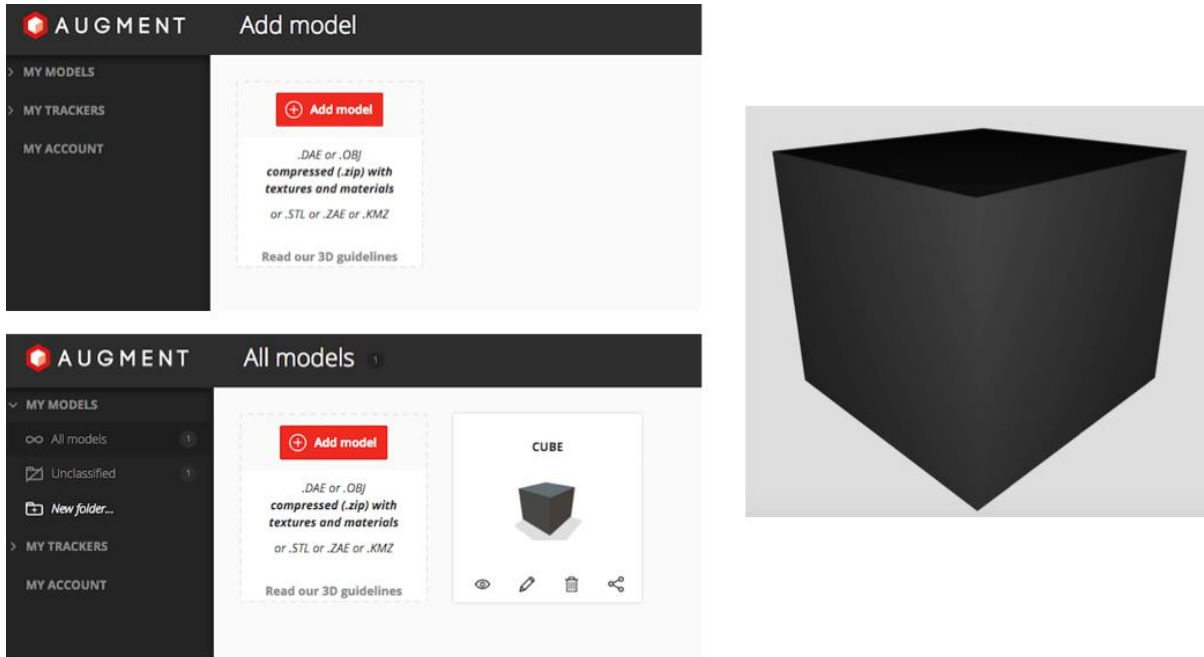 AUGMENT
Add model
MY MODELS
MY TRACKERS
MY ACCOUNT
Add model
.DAE or .OBJ
compressed (.zip) with
textures and materials
or .STL or .ZAE or .KMZ
Read our 3D guidelines
AUGMENT
All models 1
MY MODELS
All models 1
Unclassified 1
New folder...
MY TRACKERS
MY ACCOUNT
Add model
.DAE or .OBJ
compressed (.zip) with
textures and materials
or .STL or .ZAE or .KMZ
Read our 3D guidelines
CUBE